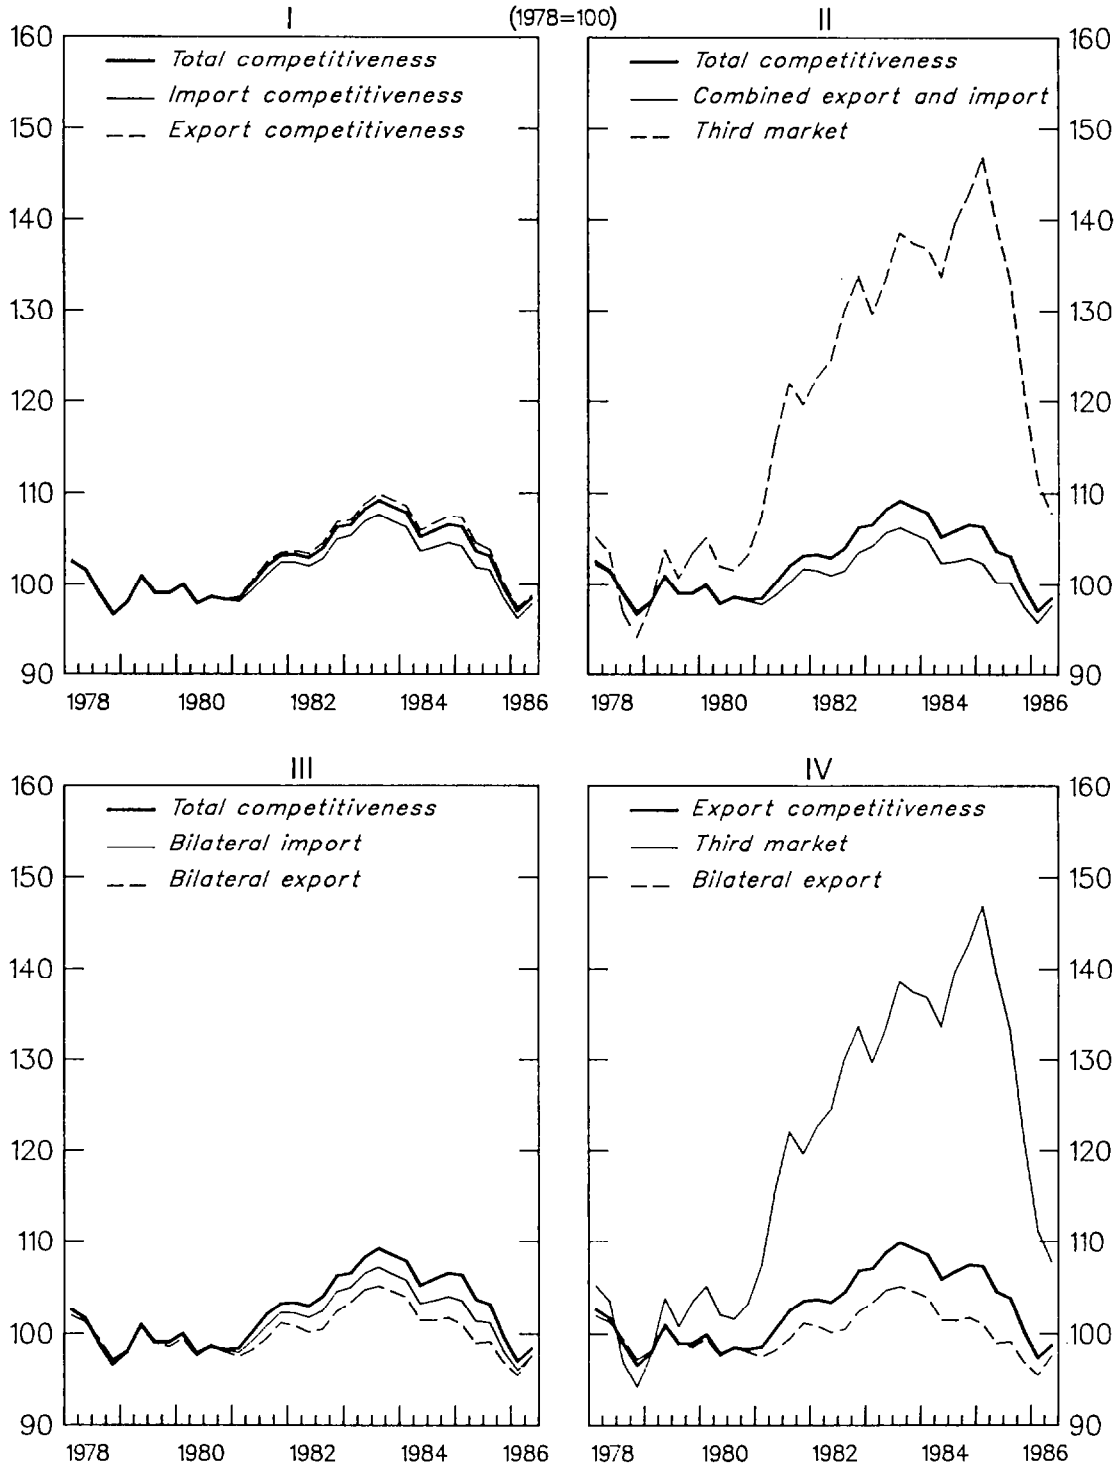 I (1978=100) II
160 160
Total competitiveness Total competitiveness
Import competitiveness Combined export and import
Export competitiveness Third market
150 150
140 140
130 130
120 120
110 110
100 100
90 90
1978 1980 1982 1984 1986 1978 1980 1982 1984 1986
III IV
160 160
Total competitiveness Export competitiveness
Bilateral import Third market
Bilateral export Bilateral export
150 150
140 140
130 130
120 120
110 110
100 100
90 90
1978 1980 1982 1984 1986 1978 1980 1982 1984 1986